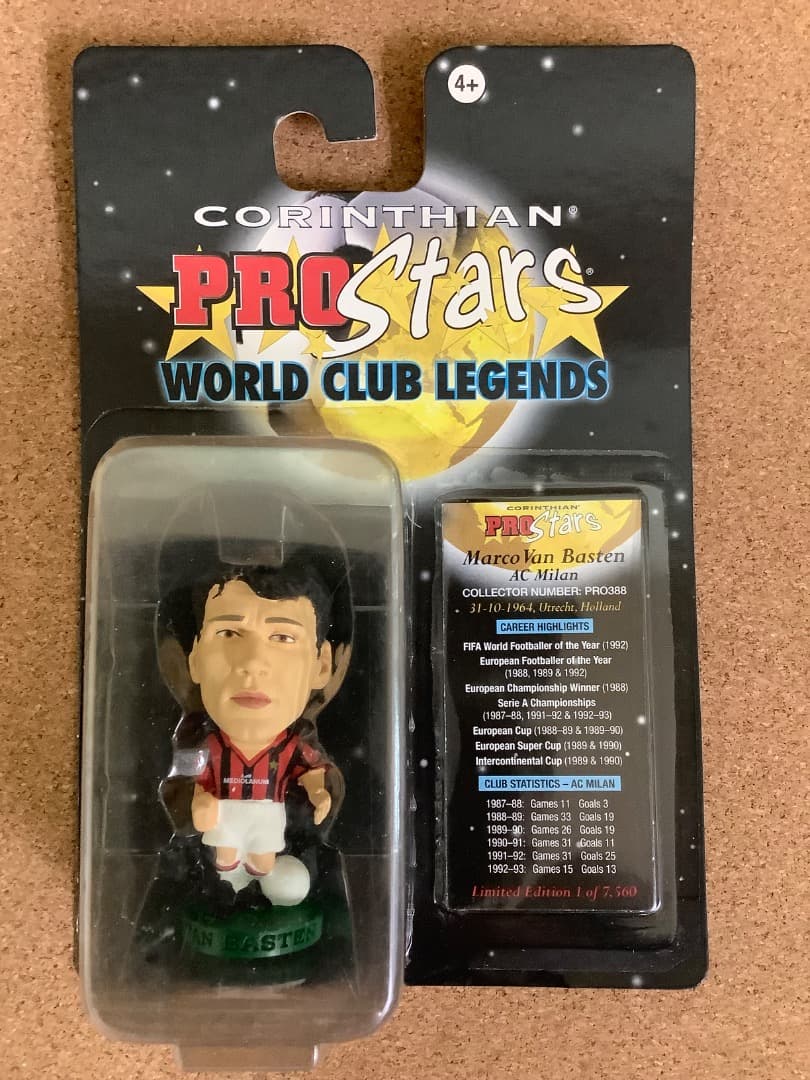 4+
CORINTHIAN®
PRO Stars®
WORLD CLUB LEGENDS
CORINTHIAN
PRO Stars
Marco Van Basten
AC Milan
COLLECTOR NUMBER: PRO388
31-10-1964, Utrecht, Holland
CAREER HIGHLIGHTS
FIFA World Footballer of the Year (1992)
European Footballer of the Year
(1988, 1989 & 1992)
European Championship Winner (1988)
Serie A Championships
(1987-88, 1991-92 & 1992-93)
European Cup (1988-89 & 1989-90)
European Super Cup (1989 & 1990)
Intercontinental Cup (1989 & 1990)
CLUB STATISTICS – AC MILAN
1987-88: Games 11 Goals 3
1988-89: Games 33 Goals 19
1989-90: Games 26 Goals 19
1990-91: Games 31 Goals 11
1991-92: Games 31 Goals 25
1992-93: Games 15 Goals 13
Limited Edition 1 of 7,560
MEDIOLANUM
VAN BASTEN